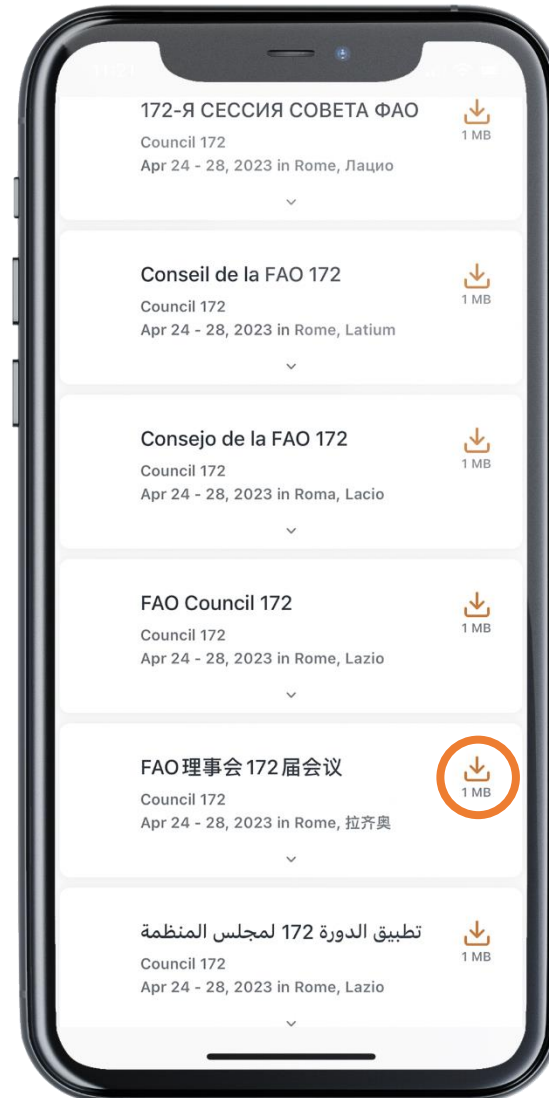 172-Я СЕССИЯ СОВЕТА ФАО
1 MB
Council 172
Apr 24 - 28, 2023 in Rome, Лацио
Conseil de la FAO 172
1 MB
Council 172
Apr 24 - 28, 2023 in Rome, Latium
Consejo de la FAO 172
1 MB
Council 172
Apr 24 - 28, 2023 in Roma, Lacio
FAO Council 172
1 MB
Council 172
Apr 24 - 28, 2023 in Rome, Lazio
FAO理事会172届会议
1 MB
Council 172
Apr 24 - 28, 2023 in Rome, 拉齐奥
تطبيق الدورة 172 لمجلس المنظمة
1 MB
Council 172
Apr 24 - 28, 2023 in Rome, Lazio